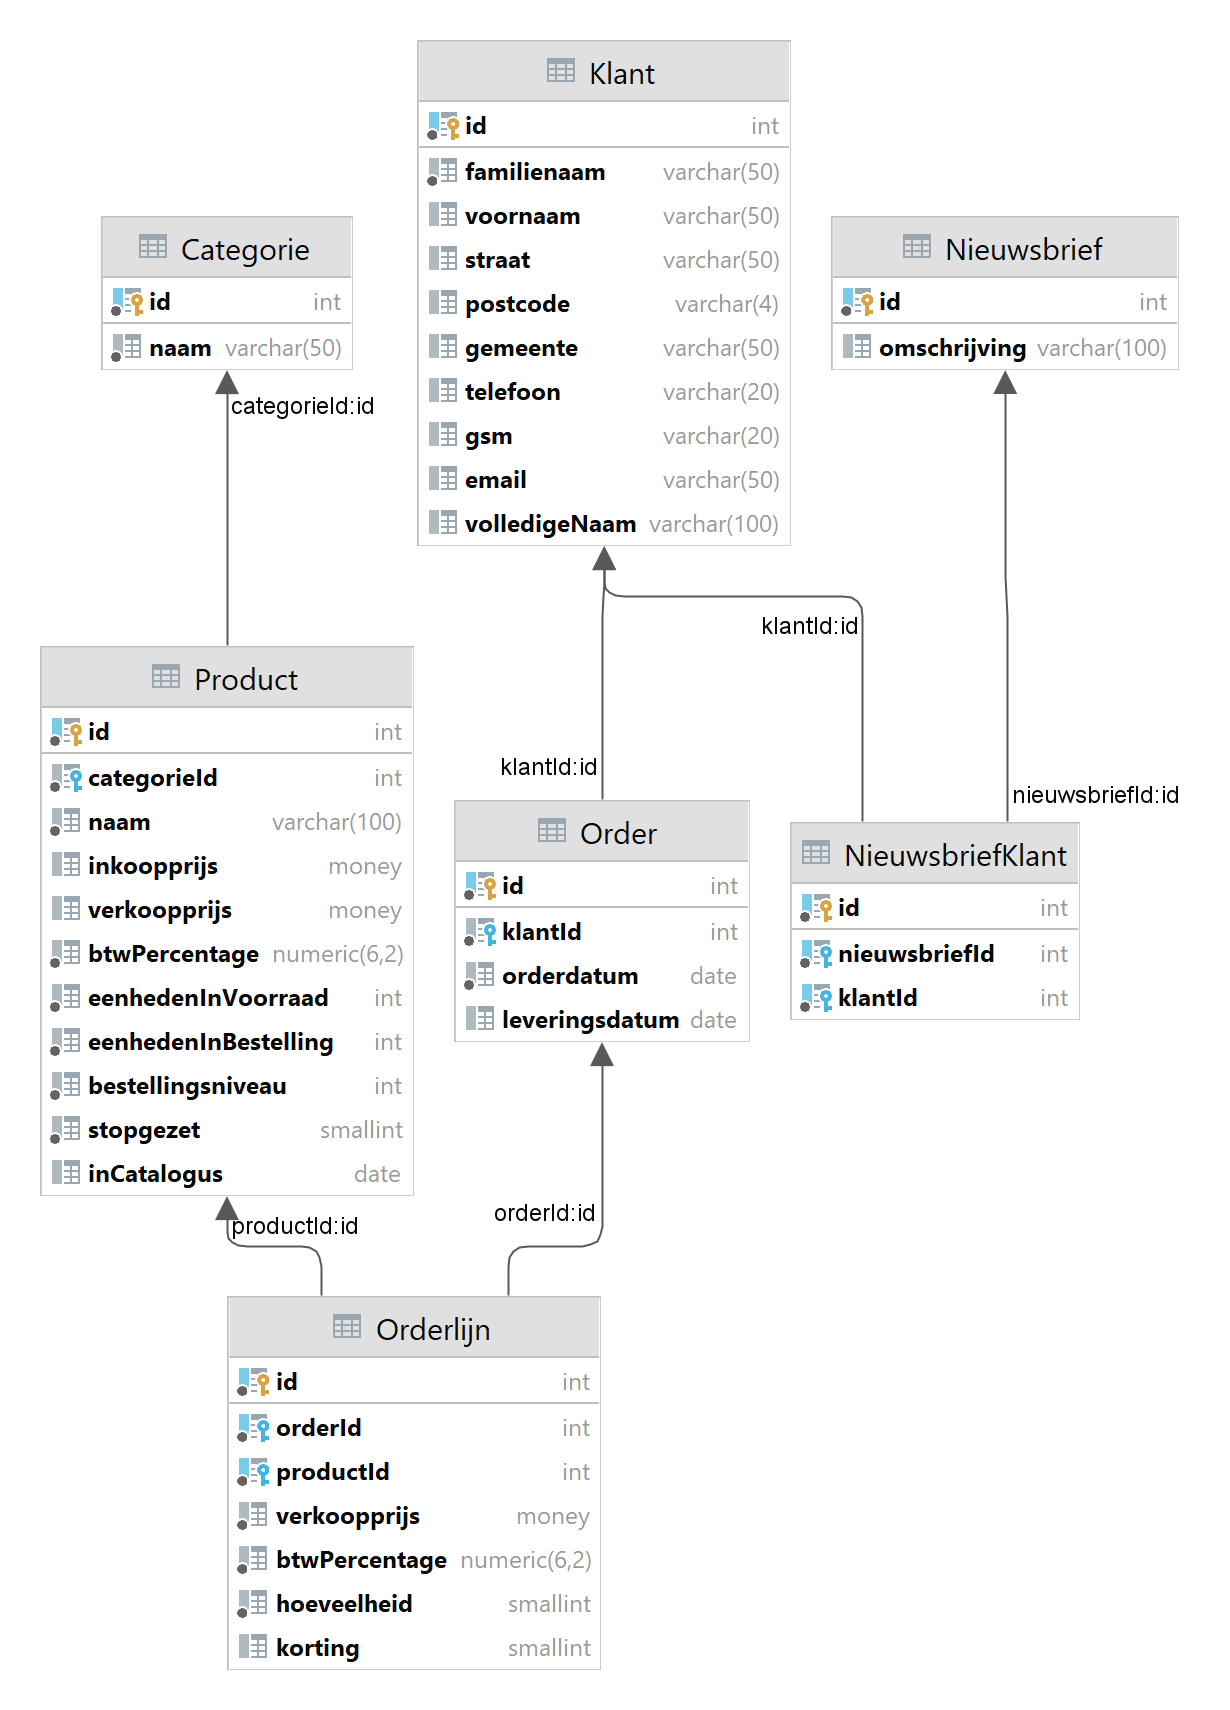 Klant
id int
familienaam varchar(50)
voornaam varchar(50)
straat varchar(50)
postcode varchar(4)
gemeente varchar(50)
telefoon varchar(20)
gsm varchar(20)
email varchar(50)
volledigeNaam varchar(100)
Categorie
id int
naam varchar(50)
Nieuwsbrief
id int
omschrijving varchar(100)
categorieId:id
klantId:id
klantId:id
nieuwsbriefId:id
Product
id int
categorieId int
naam varchar(100)
inkoopprijs money
verkoopprijs money
btwPercentage numeric(6,2)
eenhedenInVoorraad int
eenhedenInBestelling int
bestellingsniveau int
stopgezet smallint
inCatalogus date
Order
id int
klantId int
orderdatum date
leveringsdatum date
NieuwsbriefKlant
id int
nieuwsbriefId int
klantId int
productId:id
orderId:id
Orderlijn
id int
orderId int
productId int
verkoopprijs money
btwPercentage numeric(6,2)
hoeveelheid smallint
korting smallint